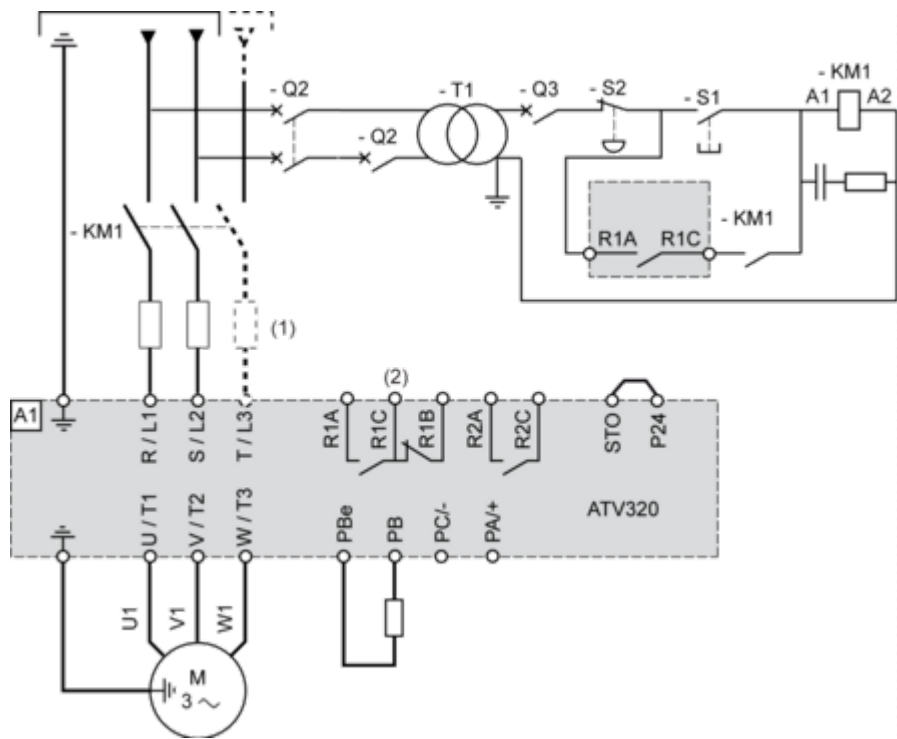 - Q2
- T1
- Q3
- S2
- S1
- KM1
A1
A2
- Q2
- KM1
R1A
R1C
- KM1
(1)
(2)
A1
R / L1
S / L2
T / L3
R1A
R1C
R1B
R2A
R2C
STO
P24
ATV320
U / T1
V / T2
W / T3
PBe
PB
PC/-
PA/+
U1
V1
W1
M
3